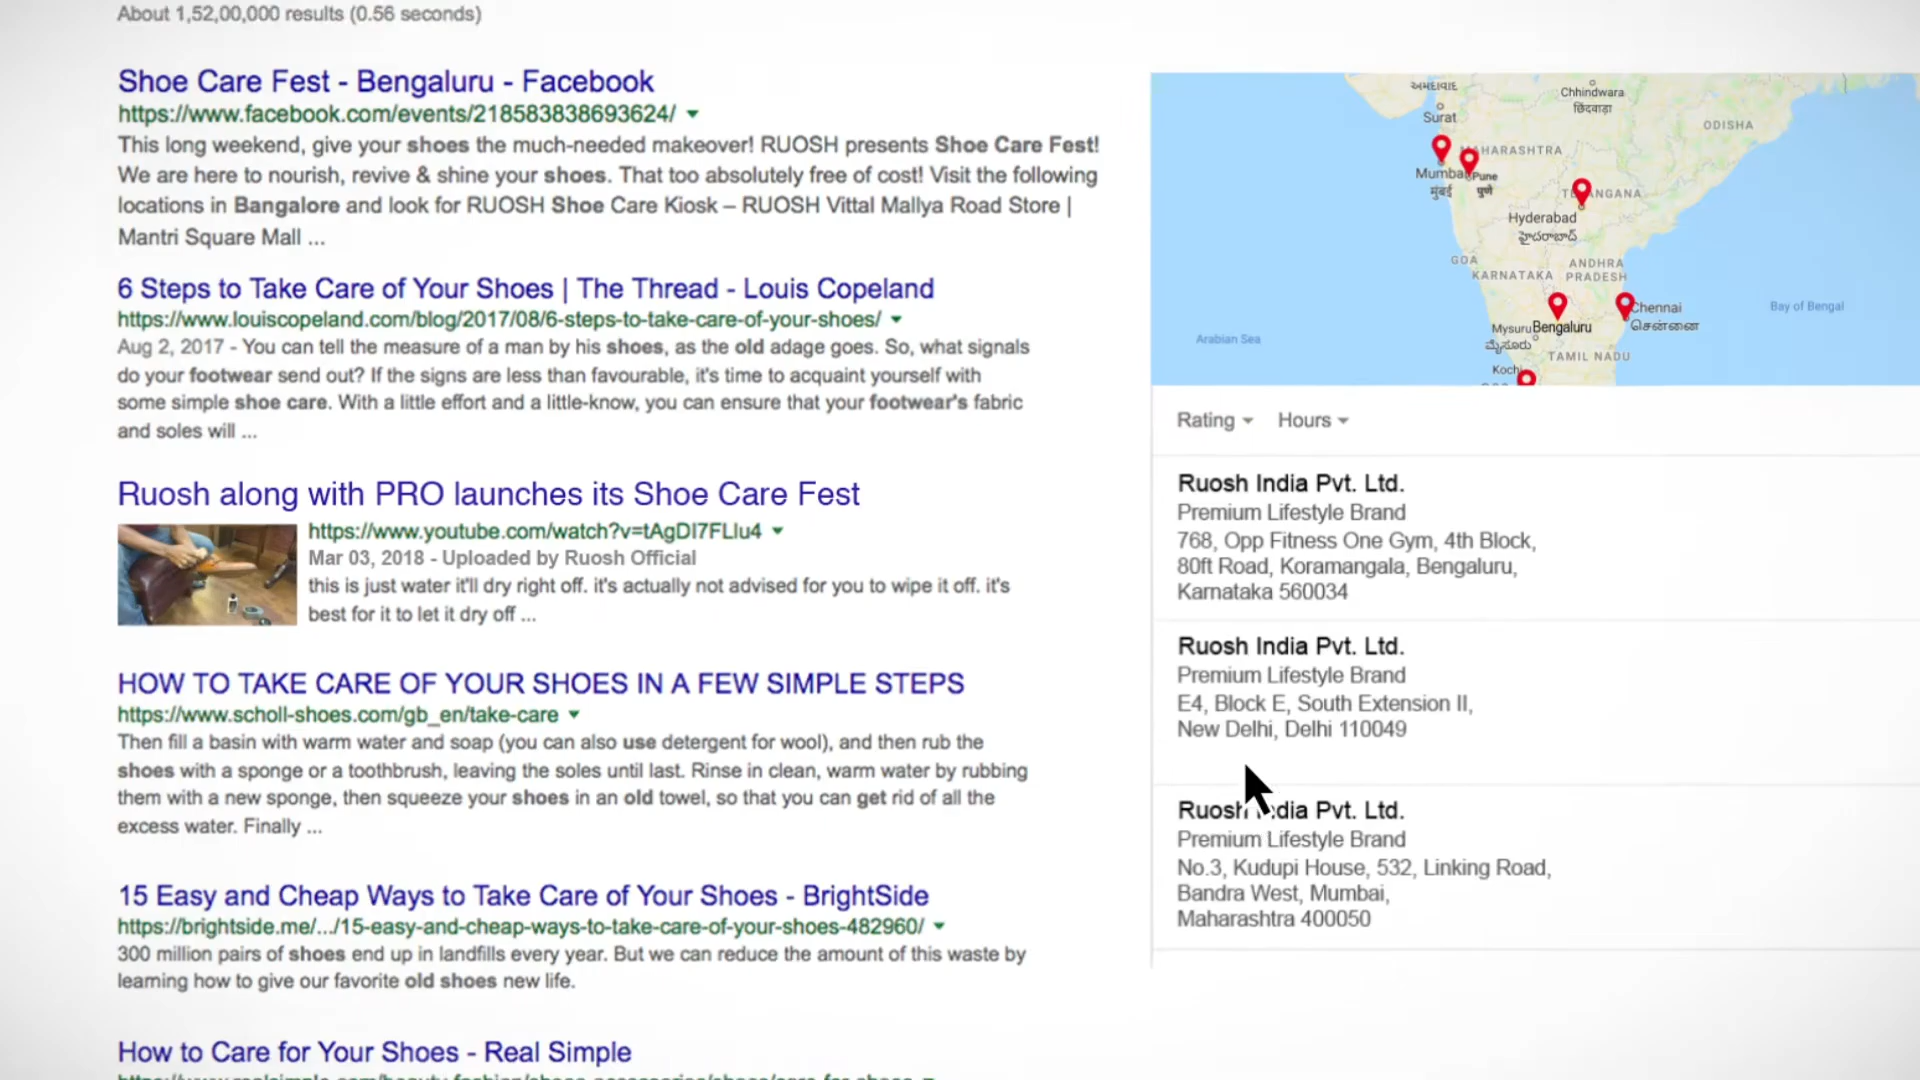 About 1,52,00,000 results (0.56 seconds)
Shoe Care Fest - Bengaluru - Facebook
https://www.facebook.com/events/218583838693624/
This long weekend, give your shoes the much-needed makeover! RUOSH presents Shoe Care Fest!
We are here to nourish, revive & shine your shoes. That too absolutely free of cost! Visit the following
locations in Bangalore and look for RUOSH Shoe Care Kiosk – RUOSH Vittal Mallya Road Store |
Mantri Square Mall ...
6 Steps to Take Care of Your Shoes | The Thread - Louis Copeland
https://www.louiscopeland.com/blog/2017/08/6-steps-to-take-care-of-your-shoes/
Aug 2, 2017 - You can tell the measure of a man by his shoes, as the old adage goes. So, what signals
do your footwear send out? If the signs are less than favourable, it's time to acquaint yourself with
some simple shoe care. With a little effort and a little-know, you can ensure that your footwear's fabric
and soles will ...
Ruosh along with PRO launches its Shoe Care Fest
https://www.youtube.com/watch?v=tAgDI7FLIu4
Mar 03, 2018 - Uploaded by Ruosh Official
this is just water it'll dry right off. it's actually not advised for you to wipe it off. it's
best for it to let it dry off ...
HOW TO TAKE CARE OF YOUR SHOES IN A FEW SIMPLE STEPS
https://www.scholl-shoes.com/gb_en/take-care
Then fill a basin with warm water and soap (you can also use detergent for wool), and then rub the
shoes with a sponge or a toothbrush, leaving the soles until last. Rinse in clean, warm water by rubbing
them with a new sponge, then squeeze your shoes in an old towel, so that you can get rid of all the
excess water. Finally ...
15 Easy and Cheap Ways to Take Care of Your Shoes - BrightSide
https://brightside.me/.../15-easy-and-cheap-ways-to-take-care-of-your-shoes-482960/
300 million pairs of shoes end up in landfills every year. But we can reduce the amount of this waste by
learning how to give our favorite old shoes new life.
How to Care for Your Shoes - Real Simple
Chhindwara
छिंदवाड़ा
Surat
ODISHA
MAHARASHTRA
Mumbai
Pune
मुंबई
पुणे
Hyderabad
హైదరాబాద్
GOA
ANDHRA
KARNATAKA
PRADESH
Chennai
Bay of Bengal
சென்னை
Mysuru
Bengaluru
ಮೈಸೂರು
Arabian Sea
TAMIL NADU
Kochi
Rating
Hours
Ruosh India Pvt. Ltd.
Premium Lifestyle Brand
768, Opp Fitness One Gym, 4th Block,
80ft Road, Koramangala, Bengaluru,
Karnataka 560034
Ruosh India Pvt. Ltd.
Premium Lifestyle Brand
E4, Block E, South Extension II,
New Delhi, Delhi 110049
Ruosh India Pvt. Ltd.
Premium Lifestyle Brand
No.3, Kudupi House, 532, Linking Road,
Bandra West, Mumbai,
Maharashtra 400050